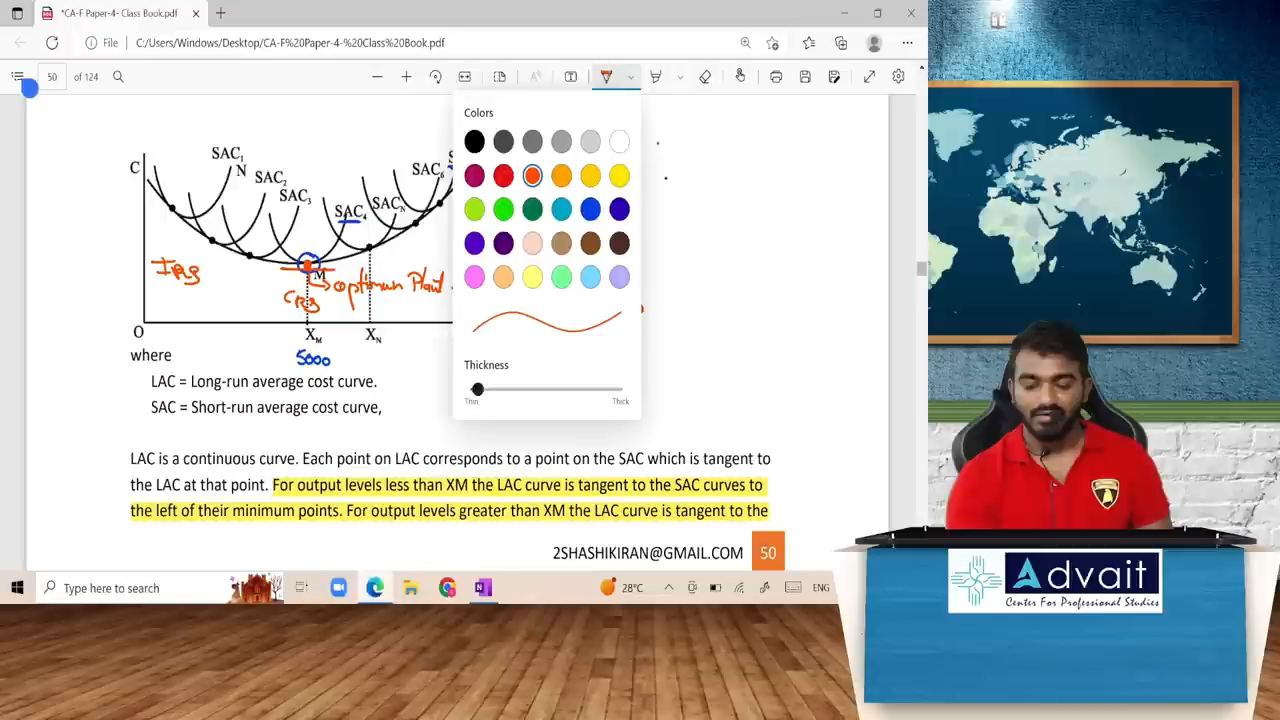 *CA-F Paper-4- Class Book.pdf
File
C:/Users/Windows/Desktop/CA-F%20Paper-4-%20Class%20Book.pdf
50 of 124
Colors
C
SAC1
N
SAC2
SAC3
SAC4
SACN
SAC6
IRS
CRS
M
optimum Plant
O
XM
XN
5000
Thickness
Thin
Thick
where
LAC = Long-run average cost curve.
SAC = Short-run average cost curve,
LAC is a continuous curve. Each point on LAC corresponds to a point on the SAC which is tangent to
the LAC at that point. For output levels less than XM the LAC curve is tangent to the SAC curves to
the left of their minimum points. For output levels greater than XM the LAC curve is tangent to the
2SHASHIKIRAN@GMAIL.COM 50
Type here to search
28°C
ENG
Advait
Center For Professional Studies